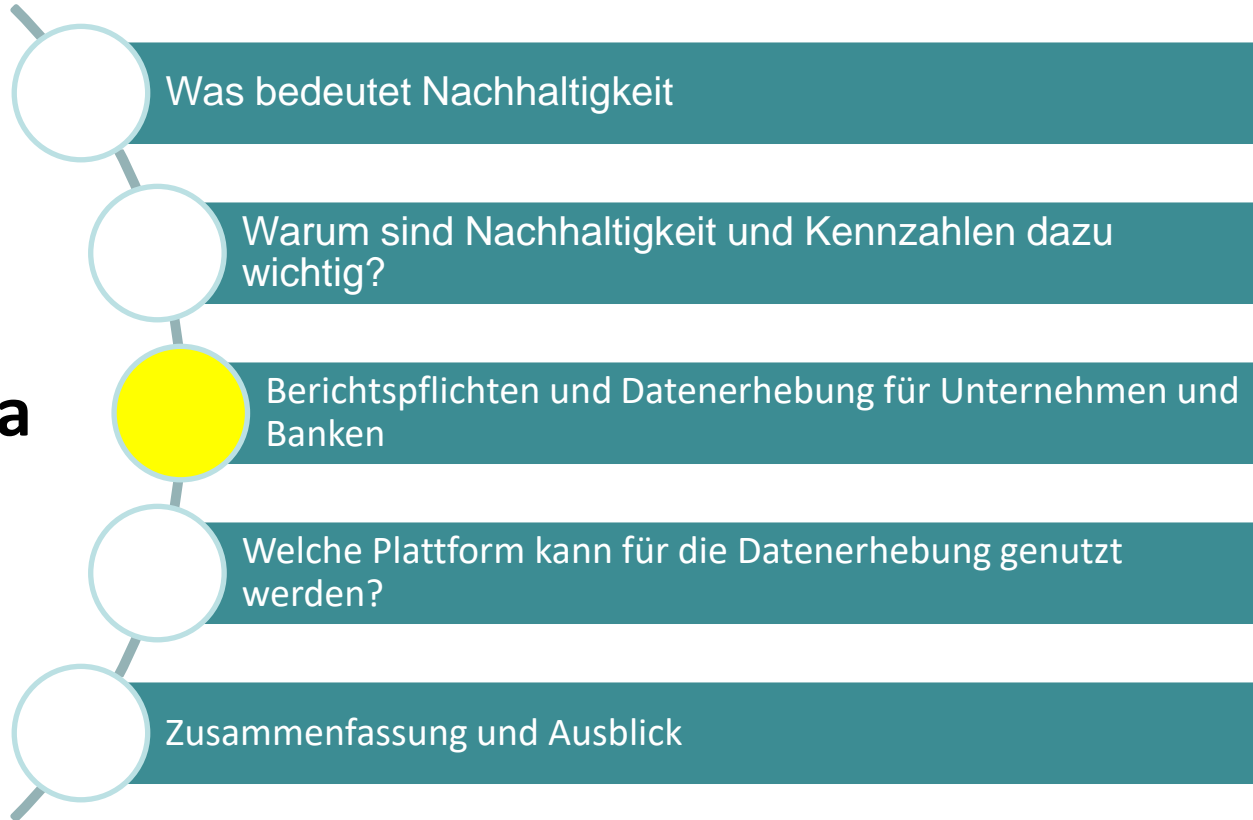 Was bedeutet Nachhaltigkeit
Warum sind Nachhaltigkeit und Kennzahlen dazu
wichtig?
a
Berichtspflichten und Datenerhebung für Unternehmen und
Banken
Welche Plattform kann für die Datenerhebung genutzt
werden?
Zusammenfassung und Ausblick